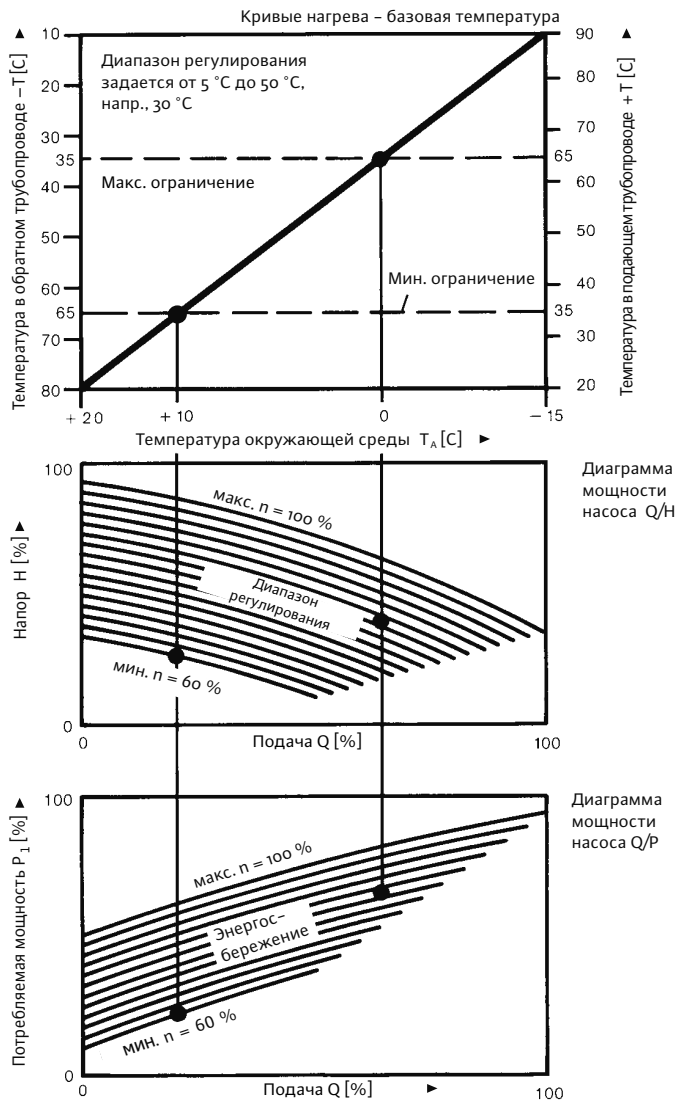 Кривые нагрева – базовая температура
Температура в обратном трубопроводе –T [C]
10
20
30
35
40
50
60
65
70
80
Диапазон регулирования
задается от 5 °C до 50 °C,
напр., 30 °C
Макс. ограничение
Мин. ограничение
90
80
70
65
60
50
40
35
30
20
Температура в подающем трубопроводе +T [C]
+ 20
+ 10
0
– 15
Температура окружающей среды T_A [C]
Диаграмма
мощности
насоса Q/H
100
Напор H [%]
макс. n = 100 %
Диапазон
регулирования
мин. n = 60 %
0
0
Подача Q [%]
100
Диаграмма
мощности
насоса Q/P
100
Потребляемая мощность P₁ [%]
макс. n = 100 %
Энергос–
бережение
мин. n = 60 %
0
0
Подача Q [%]
100